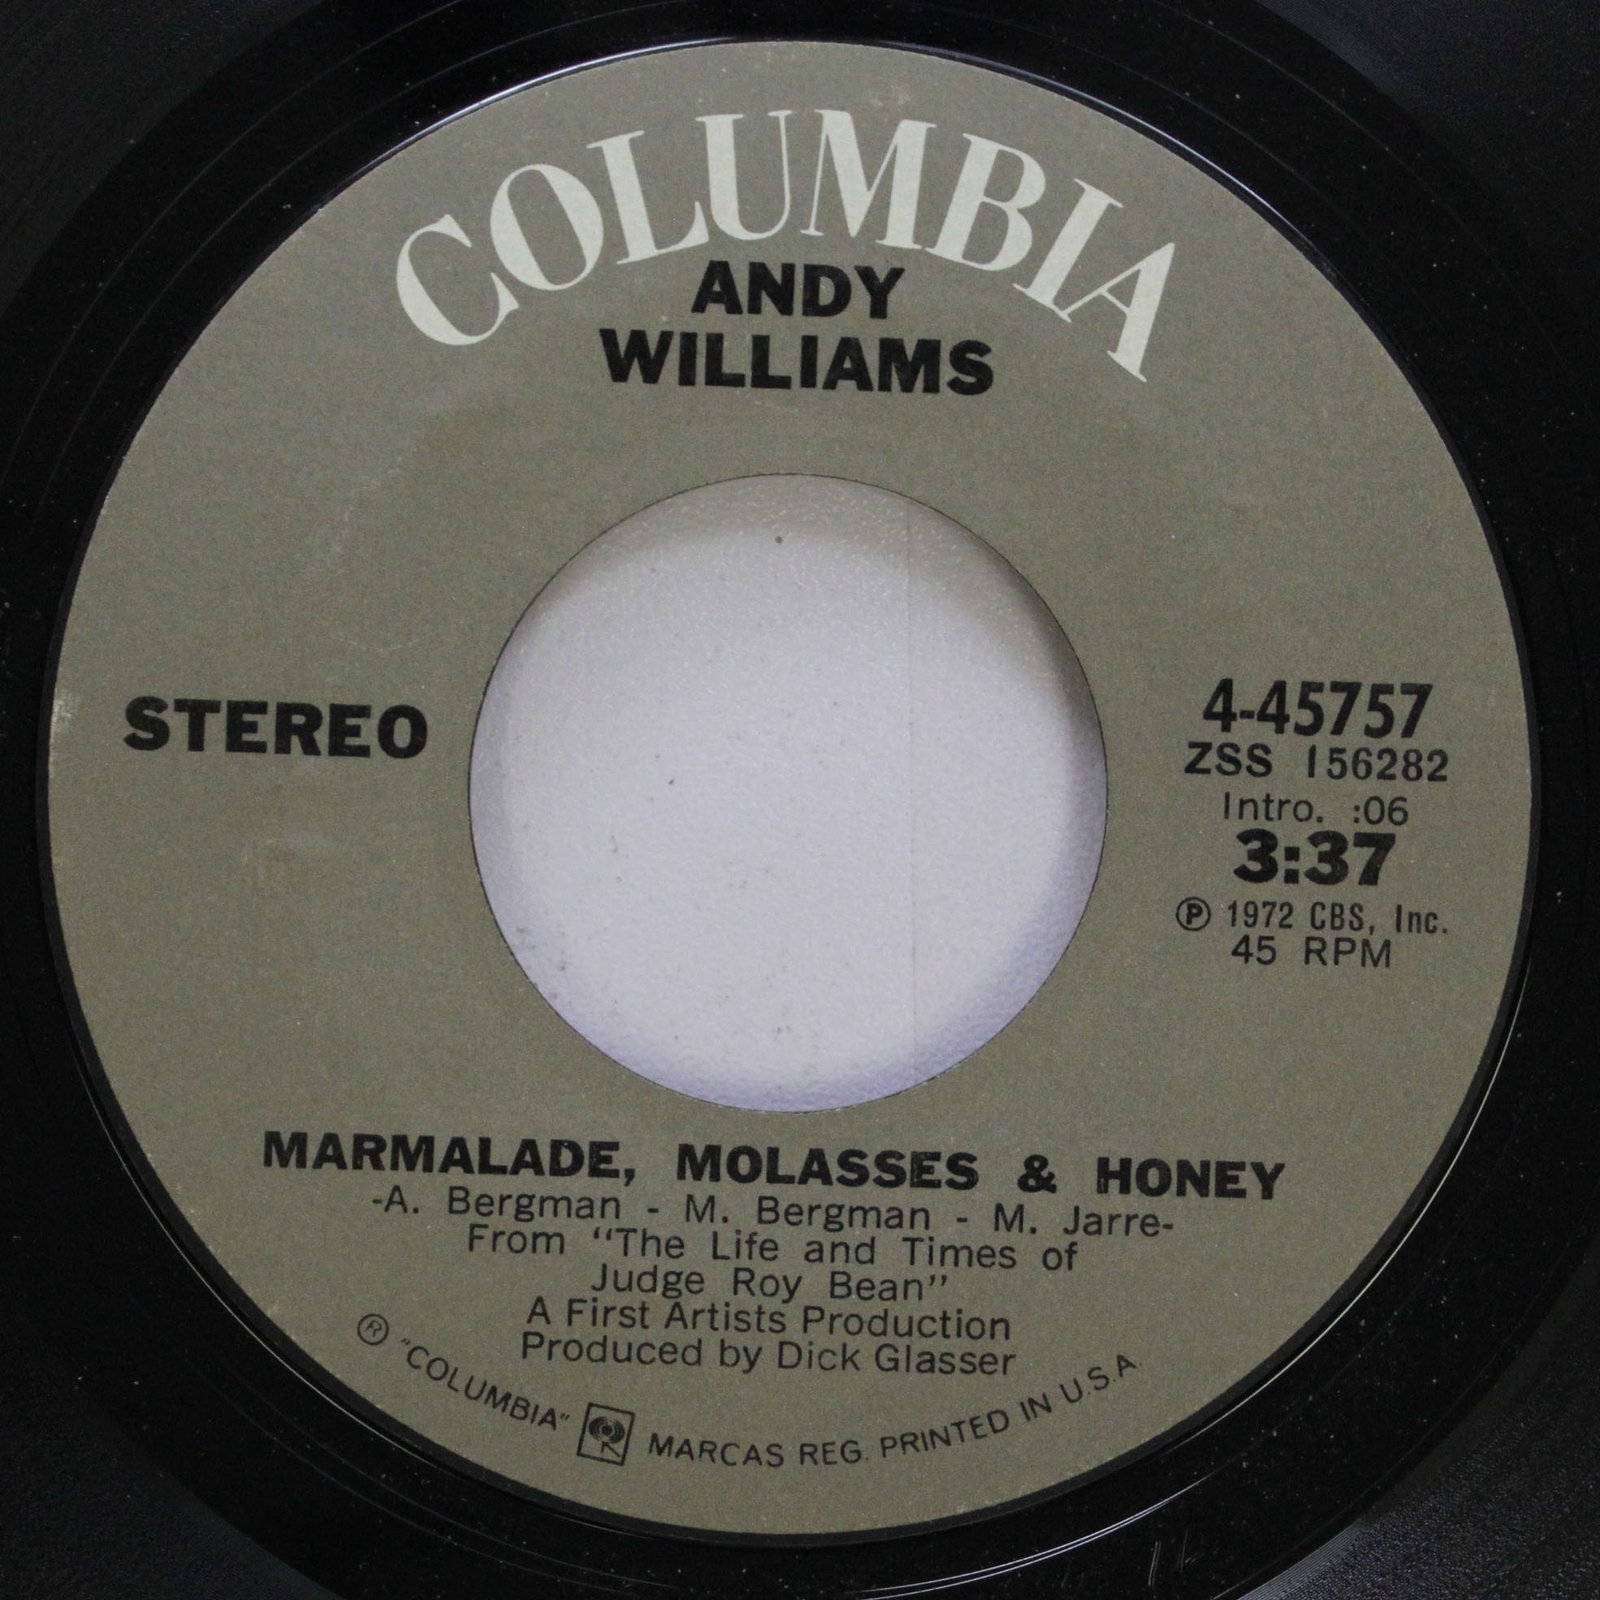 COLUMBIA
ANDY
WILLIAMS
STEREO
4-45757
ZSS 156282
Intro. :06
3:37
Ⓟ 1972 CBS, Inc.
45 RPM
MARMALADE, MOLASSES & HONEY
-A. Bergman - M. Bergman - M. Jarre-
From “The Life and Times of
Judge Roy Bean”
A First Artists Production
Produced by Dick Glasser
® "COLUMBIA" MARCAS REG. PRINTED IN U.S.A.